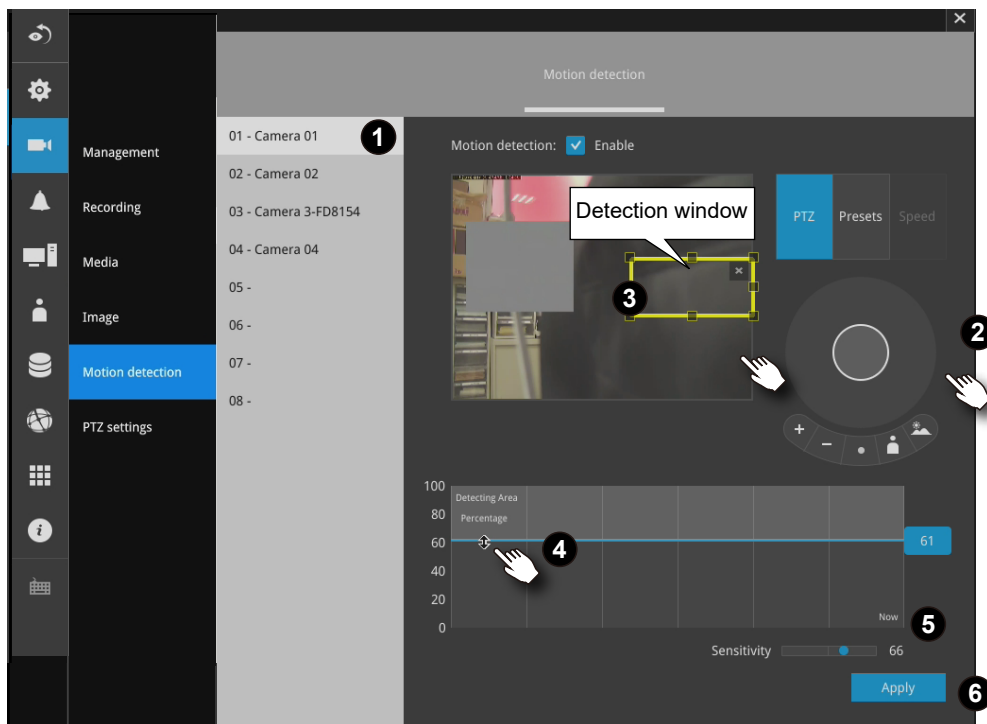 Motion detection
Management
Recording
Media
Image
Motion detection
PTZ settings
01 - Camera 01
1
02 - Camera 02
03 - Camera 3-FD8154
04 - Camera 04
05 -
06 -
07 -
08 -
Motion detection: Enable
Detection window
3
PTZ Presets Speed
2
100
80
60
40
20
0
Detecting Area
Percentage
4
61
Now
5
Sensitivity 66
Apply
6